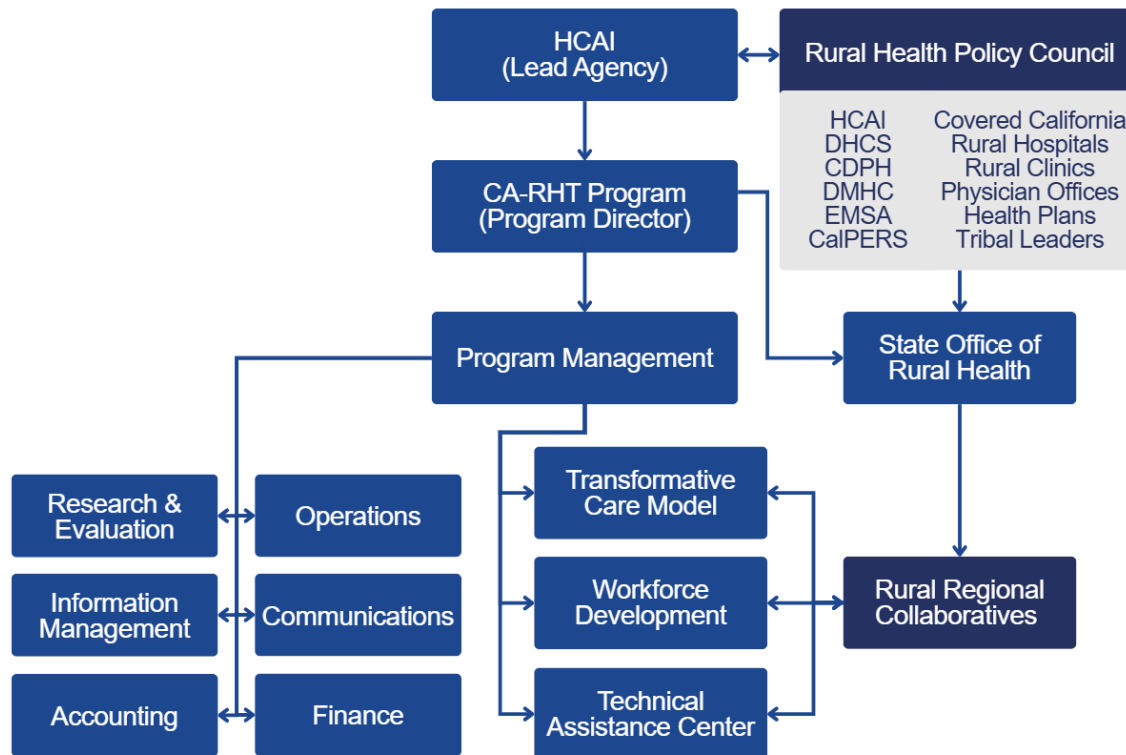 HCAI
(Lead Agency)
Rural Health Policy Council
HCAI Covered California
DHCS Rural Hospitals
CDPH Rural Clinics
DMHC Physician Offices
EMSA Health Plans
CalPERS Tribal Leaders
CA-RHT Program
(Program Director)
Program Management
State Office of
Rural Health
Research &
Evaluation
Operations
Transformative
Care Model
Information
Management
Communications
Workforce
Development
Rural Regional
Collaboratives
Accounting
Finance
Technical
Assistance Center